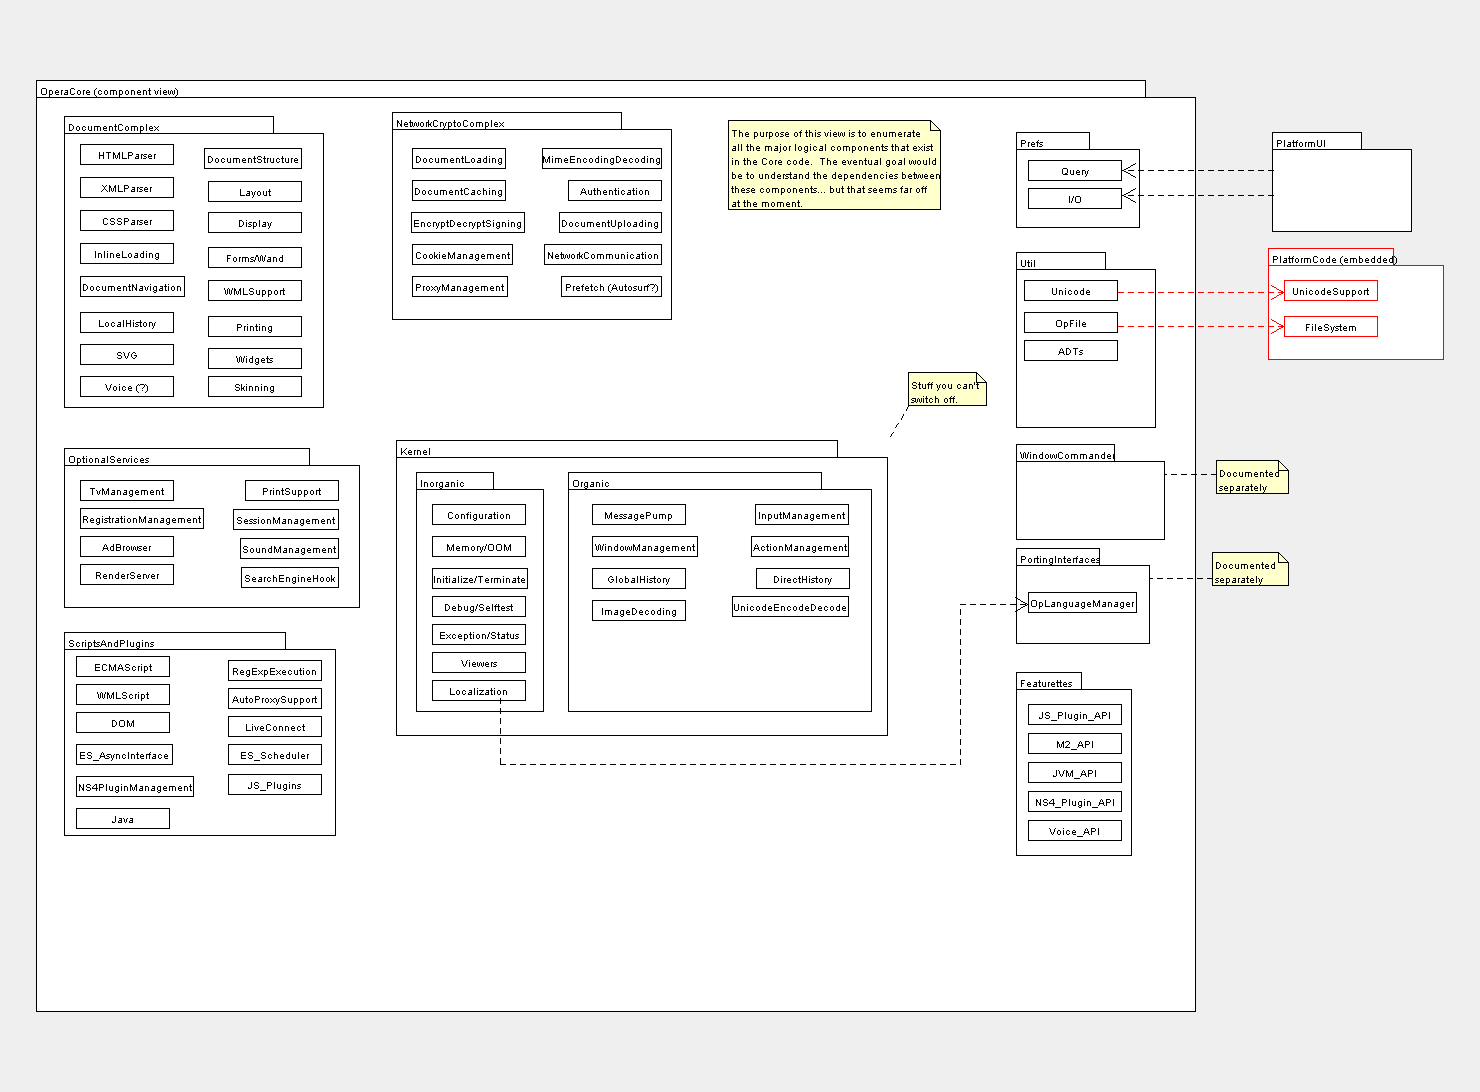 OperaCore (component view)
DocumentComplex
HTMLParser
XMLParser
CSSParser
InlineLoading
DocumentNavigation
LocalHistory
SVG
Voice (?)
DocumentStructure
Layout
Display
Forms/Wand
WMLSupport
Printing
Widgets
Skinning
NetworkCryptoComplex
DocumentLoading
DocumentCaching
EncryptDecryptSigning
CookieManagement
ProxyManagement
MimeEncodingDecoding
Authentication
DocumentUploading
NetworkCommunication
Prefetch (Autosurf?)
The purpose of this view is to enumerate
all the major logical components that exist
in the Core code.  The eventual goal would
be to understand the dependencies between
these components... but that seems far off
at the moment.
Prefs
Query
I/O
PlatformUI
Util
Unicode
OpFile
ADTs
PlatformCode (embedded)
UnicodeSupport
FileSystem
Stuff you can't
switch off.
OptionalServices
TvManagement
RegistrationManagement
AdBrowser
RenderServer
PrintSupport
SessionManagement
SoundManagement
SearchEngineHook
Kernel
Inorganic
Configuration
Memory/OOM
Initialize/Terminate
Debug/Selftest
Exception/Status
Viewers
Localization
Organic
MessagePump
WindowManagement
GlobalHistory
ImageDecoding
InputManagement
ActionManagement
DirectHistory
UnicodeEncodeDecode
WindowCommander
Documented
separately
PortingInterfaces
OpLanguageManager
Documented
separately
ScriptsAndPlugins
ECMAScript
WMLScript
DOM
ES_AsyncInterface
NS4PluginManagement
Java
RegExpExecution
AutoProxySupport
LiveConnect
ES_Scheduler
JS_Plugins
Featurettes
JS_Plugin_API
M2_API
JVM_API
NS4_Plugin_API
Voice_API